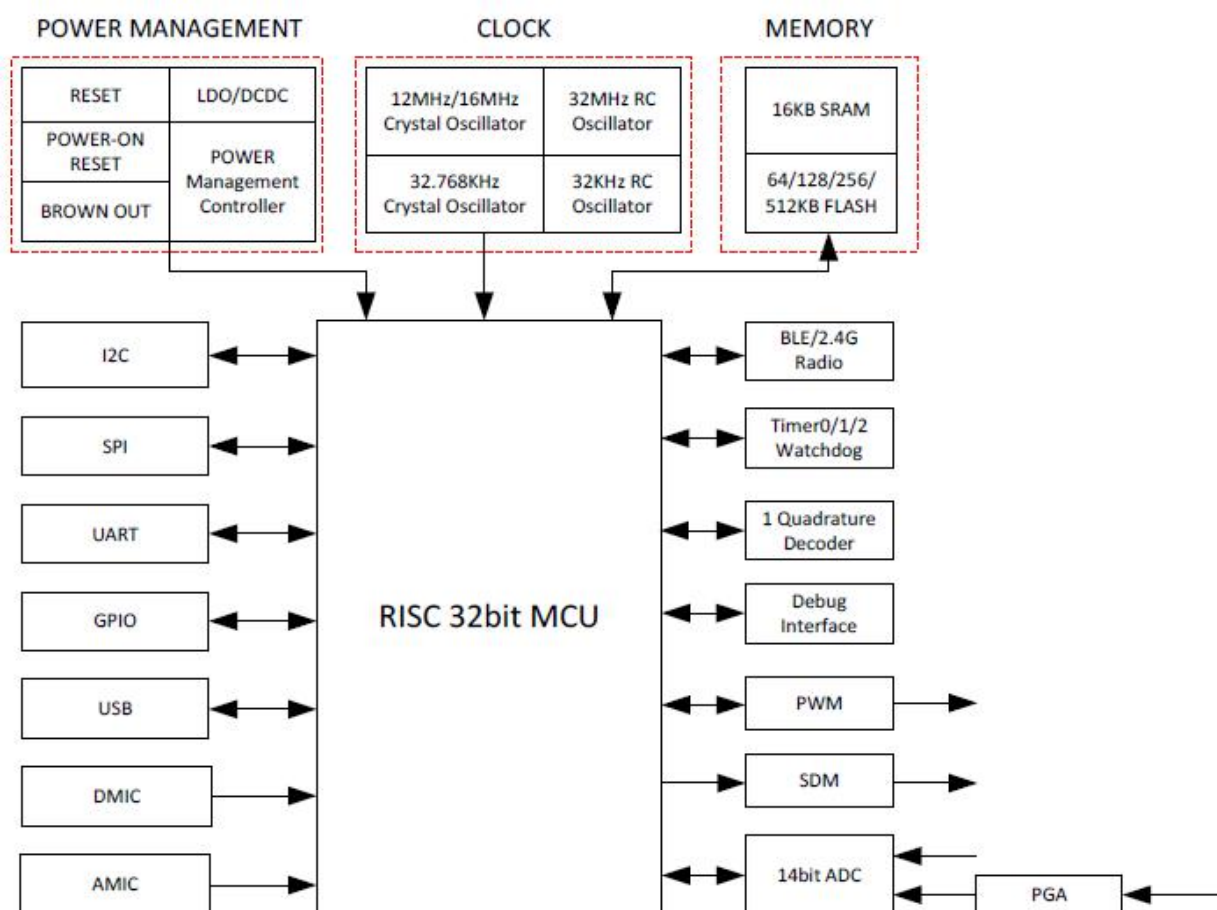 POWER MANAGEMENT
CLOCK
MEMORY
RESET
LDO/DCDC
POWER-ON
RESET
POWER
Management
Controller
BROWN OUT
12MHz/16MHz
Crystal Oscillator
32MHz RC
Oscillator
32.768KHz
Crystal Oscillator
32KHz RC
Oscillator
16KB SRAM
64/128/256/
512KB FLASH
I2C
SPI
UART
GPIO
USB
DMIC
AMIC
RISC 32bit MCU
BLE/2.4G
Radio
Timer0/1/2
Watchdog
1 Quadrature
Decoder
Debug
Interface
PWM
SDM
14bit ADC
PGA